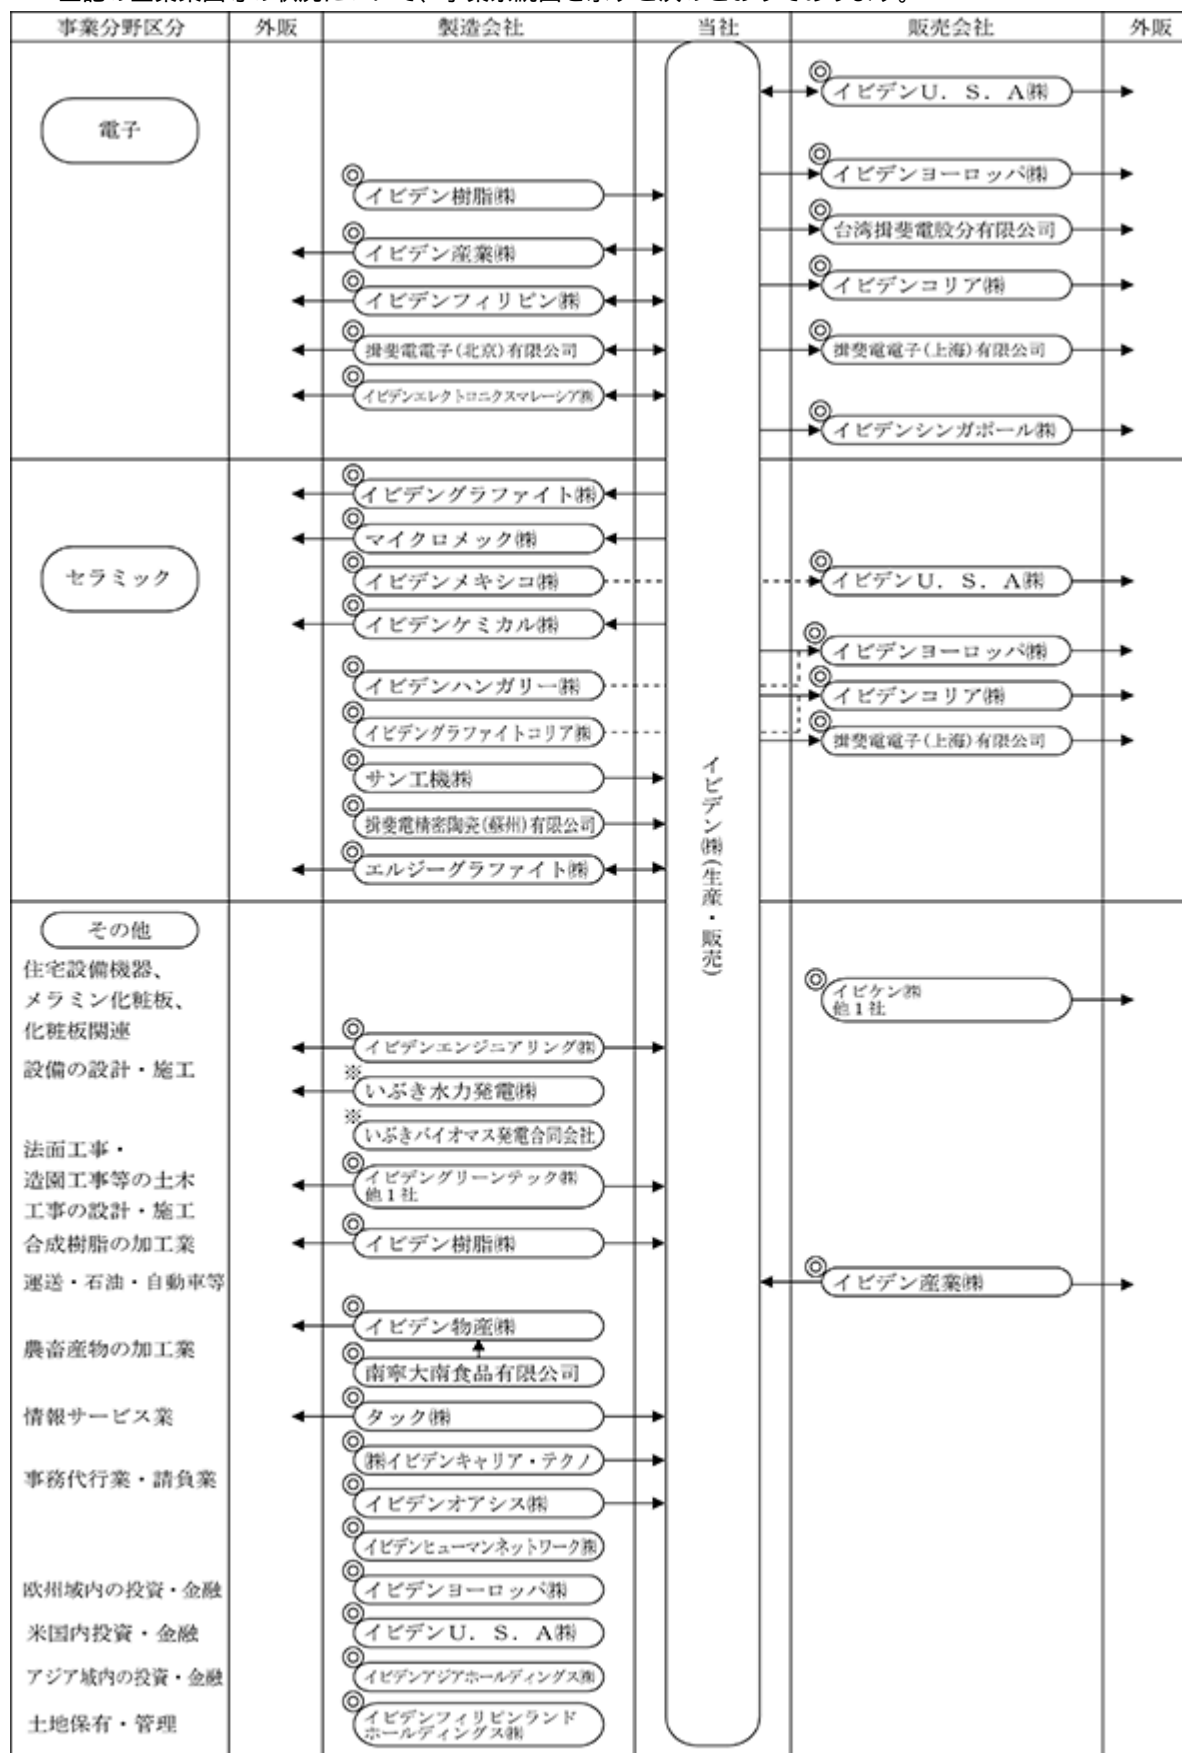 事業分野区分 外販 製造会社 当社 販売会社 外販
電子
◎
イビデンU．S．A㈱
◎
イビデンヨーロッパ㈱
◎
イビデン樹脂㈱
◎
台湾揖斐電股分有限公司
◎
イビデン産業㈱
◎
イビデンコリア㈱
◎
イビデンフィリピン㈱
◎
揖斐電電子(北京)有限公司
◎
揖斐電電子(上海)有限公司
◎
イビデンエレクトロニクスマレーシア㈱
◎
イビデンシンガポール㈱
セラミック
◎
イビデングラファイト㈱
◎
マイクロメック㈱
◎
イビデンメキシコ㈱
◎
イビデンU．S．A㈱
◎
イビデンケミカル㈱
◎
イビデンヨーロッパ㈱
◎
イビデンハンガリー㈱
◎
イビデンコリア㈱
◎
イビデングラファイトコリア㈱
◎
揖斐電電子(上海)有限公司
◎
サン工機㈱
◎
揖斐電精密陶瓷(蘇州)有限公司
◎
エルジーグラファイト㈱
イビデン㈱(生産・販売)
その他
住宅設備機器、
メラミン化粧板、
化粧板関連
◎
イビケン㈱
他1社
設備の設計・施工
◎
イビデンエンジニアリング㈱
※
いぶき水力発電㈱
※
いぶきバイオマス発電合同会社
法面工事・
造園工事等の土木
工事の設計・施工
◎
イビデングリーンテック㈱
他1社
合成樹脂の加工業
◎
イビデン樹脂㈱
運送・石油・自動車等
◎
イビデン産業㈱
農畜産物の加工業
◎
イビデン物産㈱
◎
南寧大南食品有限公司
情報サービス業
◎
タック㈱
事務代行業・請負業
◎
㈱イビデンキャリア・テクノ
◎
イビデンオアシス㈱
◎
イビデンヒューマンネットワーク㈱
欧州域内の投資・金融
◎
イビデンヨーロッパ㈱
米国内投資・金融
◎
イビデンU．S．A㈱
アジア域内の投資・金融
◎
イビデンアジアホールディングス㈱
土地保有・管理
◎
イビデンフィリピンランド
ホールディングス㈱